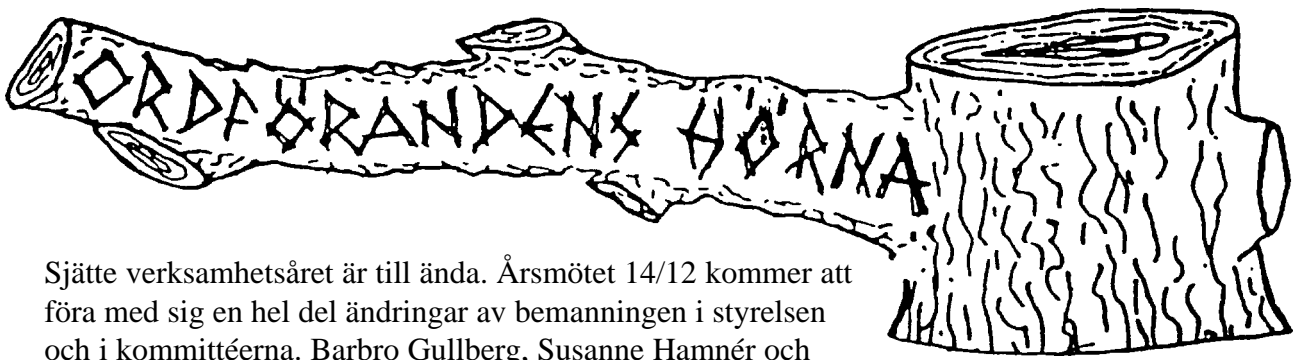 ORDFÖRANDENS HÖRNA
Sjätte verksamhetsåret är till ända. Årsmötet 14/12 kommer att
föra med sig en hel del ändringar av bemanningen i styrelsen
och i kommittéerna. Barbro Gullberg, Susanne Hamnér och